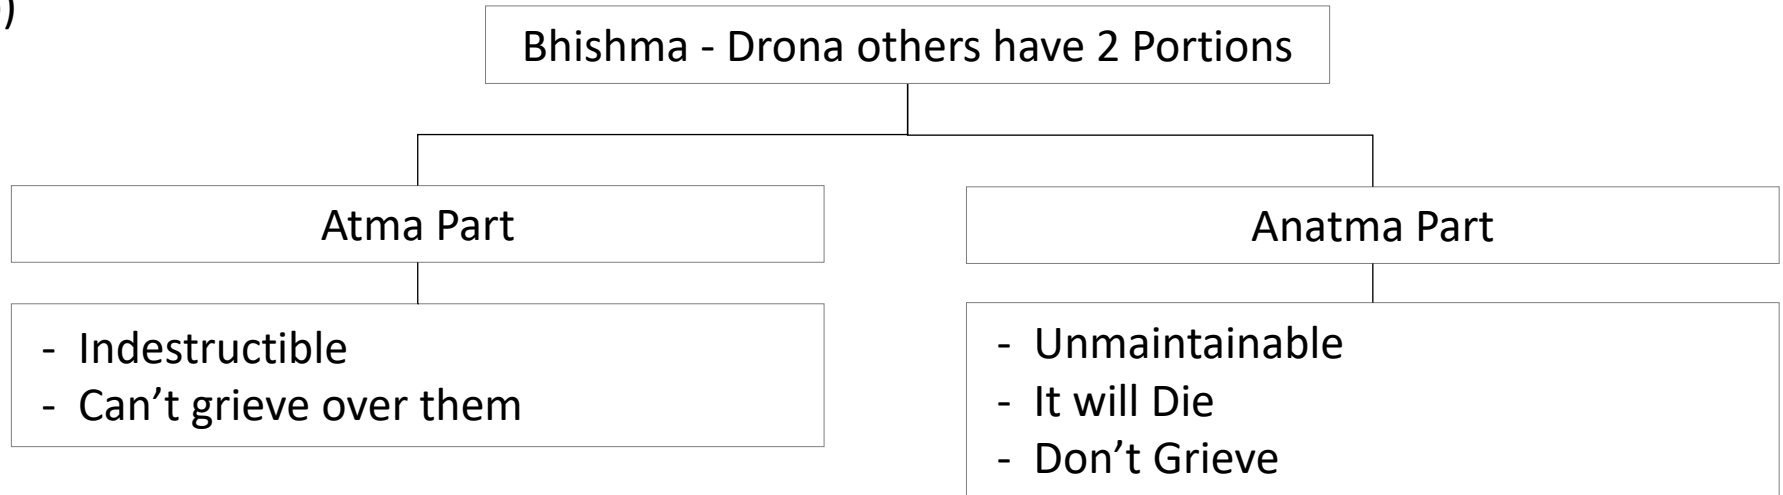 )
Bhishma - Drona others have 2 Portions
Atma Part
Anatma Part
- Indestructible
- Can’t grieve over them
- Unmaintainable
- It will Die
- Don’t Grieve